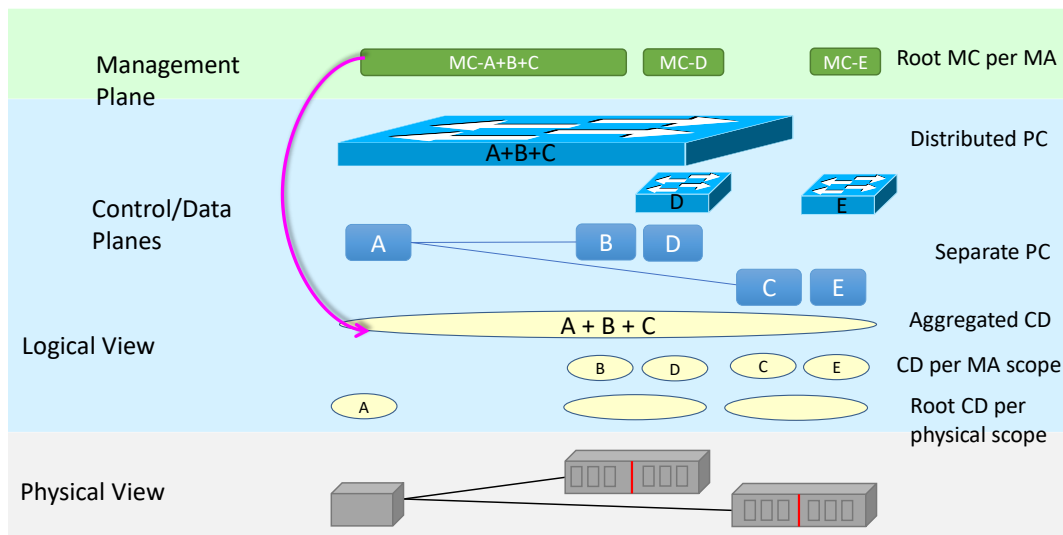 Management
Plane
MC-A+B+C
MC-D
MC-E
Root MC per MA
A+B+C
Distributed PC
D
E
Control/Data
Planes
A
B
D
Separate PC
C
E
A + B + C
Aggregated CD
Logical View
B
D
C
E
CD per MA scope
A
Root CD per
physical scope
Physical View